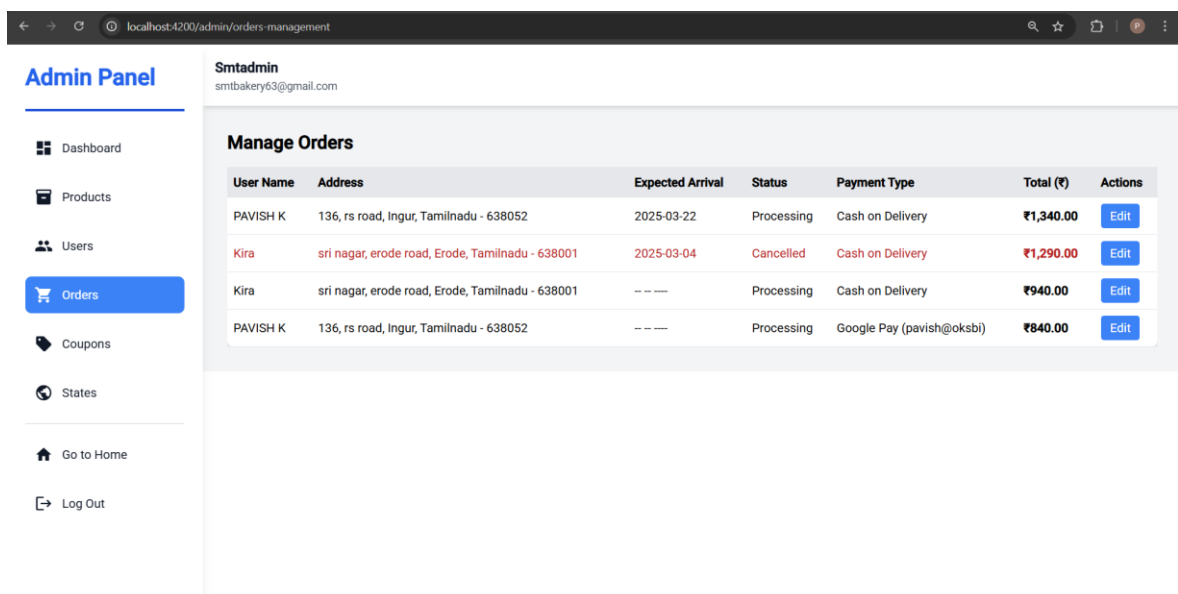 localhost:4200/admin/orders-management
P
Admin Panel
Smtadmin
smtbakery63@gmail.com
Dashboard
Products
Users
Orders
Coupons
States
Go to Home
Log Out
Manage Orders
User Name Address Expected Arrival Status Payment Type Total (₹) Actions
PAVISH K 136, rs road, Ingur, Tamilnadu - 638052 2025-03-22 Processing Cash on Delivery ₹1,340.00 Edit
Kira sri nagar, erode road, Erode, Tamilnadu - 638001 2025-03-04 Cancelled Cash on Delivery ₹1,290.00 Edit
Kira sri nagar, erode road, Erode, Tamilnadu - 638001 -- -- ---- Processing Cash on Delivery ₹940.00 Edit
PAVISH K 136, rs road, Ingur, Tamilnadu - 638052 -- -- ---- Processing Google Pay (pavish@oksbi) ₹840.00 Edit